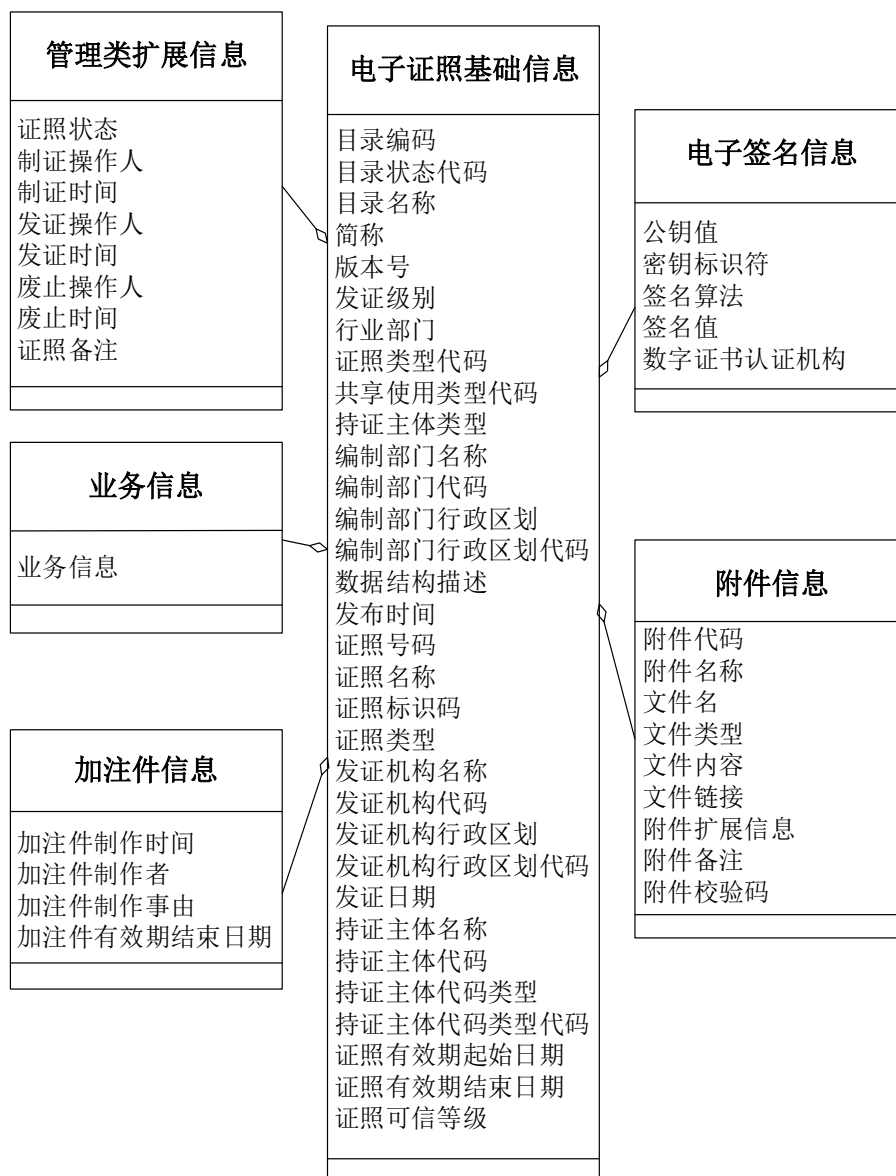 管理类扩展信息
证照状态
制证操作人
制证时间
发证操作人
发证时间
废止操作人
废止时间
证照备注
业务信息
业务信息
加注件信息
加注件制作时间
加注件制作者
加注件制作事由
加注件有效期结束日期
电子证照基础信息
目录编码
目录状态代码
目录名称
简称
版本号
发证级别
行业部门
证照类型代码
共享使用类型代码
持证主体类型
编制部门名称
编制部门代码
编制部门行政区划
编制部门行政区划代码
数据结构描述
发布时间
证照号码
证照名称
证照标识码
证照类型
发证机构名称
发证机构代码
发证机构行政区划
发证机构行政区划代码
发证日期
持证主体名称
持证主体代码
持证主体代码类型
持证主体代码类型代码
证照有效期起始日期
证照有效期结束日期
证照可信等级
电子签名信息
公钥值
密钥标识符
签名算法
签名值
数字证书认证机构
附件信息
附件代码
附件名称
文件名
文件类型
文件内容
文件链接
附件扩展信息
附件备注
附件校验码